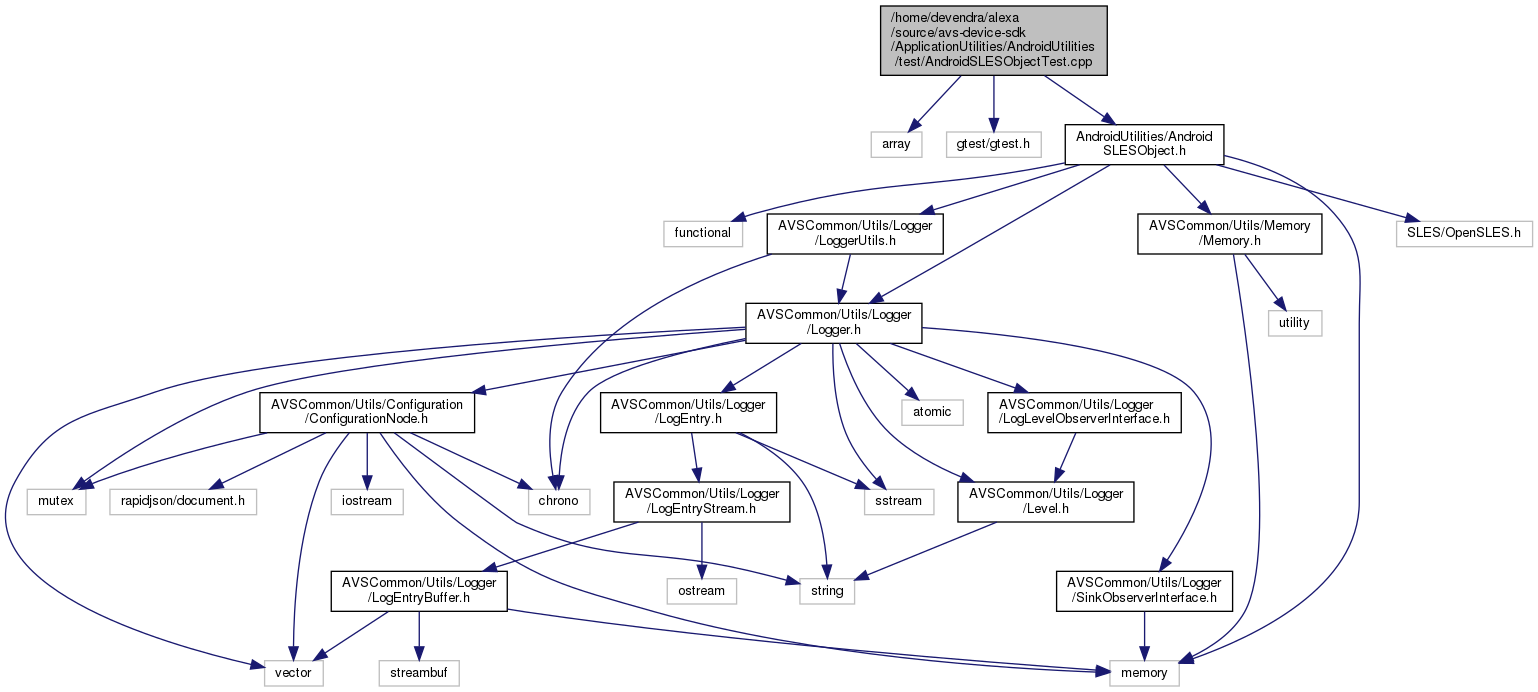 /home/devendra/alexa
/source/avs-device-sdk
/ApplicationUtilities/AndroidUtilities
/test/AndroidSLESObjectTest.cpp
array
gtest/gtest.h
AndroidUtilities/Android
SLESObject.h
functional
AVSCommon/Utils/Logger
/LoggerUtils.h
AVSCommon/Utils/Memory
/Memory.h
SLES/OpenSLES.h
AVSCommon/Utils/Logger
/Logger.h
utility
AVSCommon/Utils/Configuration
/ConfigurationNode.h
AVSCommon/Utils/Logger
/LogEntry.h
atomic
AVSCommon/Utils/Logger
/LogLevelObserverInterface.h
mutex
rapidjson/document.h
iostream
chrono
AVSCommon/Utils/Logger
/LogEntryStream.h
sstream
AVSCommon/Utils/Logger
/Level.h
AVSCommon/Utils/Logger
/LogEntryBuffer.h
ostream
string
AVSCommon/Utils/Logger
/SinkObserverInterface.h
vector
streambuf
memory